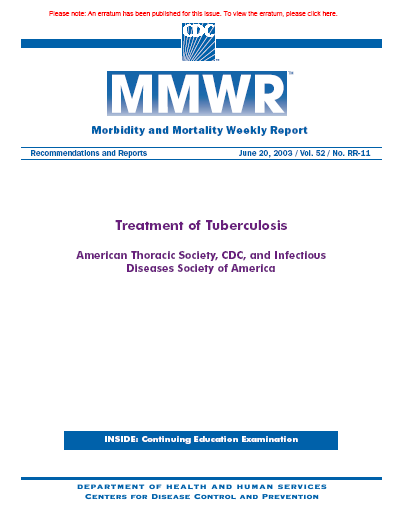 Please note: An erratum has been published for this issue. To view the erratum, please click here.
CDC
MMWR™
Morbidity and Mortality Weekly Report
Recommendations and Reports June 20, 2003 / Vol. 52 / No. RR-11
Treatment of Tuberculosis
American Thoracic Society, CDC, and Infectious
Diseases Society of America
INSIDE: Continuing Education Examination
DEPARTMENT OF HEALTH AND HUMAN SERVICES
CENTERS FOR DISEASE CONTROL AND PREVENTION